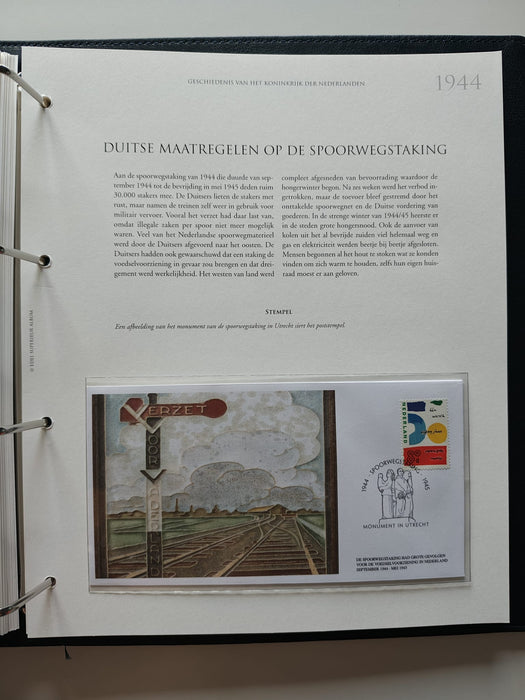 GESCHIEDENIS VAN HET KONINKRIJK DER NEDERLANDEN
1944
DUITSE MAATREGELEN OP DE SPOORWEGSTAKING
Aan de spoorwegstaking van 1944 die duurde van sep-
tember 1944 tot de bevrijding in mei 1945 deden ruim
30.000 stakers mee. De Duitsers lieten de stakers met
rust, maar namen de treinen zelf weer in gebruik voor
militair vervoer. Vooral het verzet had daar last van,
omdat illegale taken per spoor niet meer mogelijk
waren. Veel van het Nederlandse spoorwegmaterieel
werd door de Duitsers afgevoerd naar het oosten. De
Duitsers hadden ook gewaarschuwd dat een staking de
voedselvoorziening in gevaar zou brengen en dat drei-
gement werd werkelijkheid. Het westen van land werd
compleet afgesneden van bevoorrading waardoor de
hongerwinter begon. Na zes weken werd het verbod in-
getrokken, maar de toevoer bleef gestremd door het
onttakelde spoorwegnet en de Duitse vordering van
goederen. In de strenge winter van 1944/45 heerste er
in de steden grote hongersnood. Ook de aanvoer van
kolen uit het al bevrijde zuiden viel helemaal weg en
gas en elektriciteit werden beetje bij beetje afgesloten.
Mensen begonnen al het hout te stoken wat ze konden
vinden om zich warm te houden, zelfs hun eigen huis-
raad moest er aan geloven.
STEMPEL
Een afbeelding van het monument van de spoorwegstaking in Utrecht siert het poststempel.
© EDEL SUPERIEUR ALBUM
VERZET
NEDERLAND
1944 · SPOORWEGSTAKING · 1945
MONUMENT IN UTRECHT
DE SPOORWEGSTAKING HAD GROTE GEVOLGEN
VOOR DE VOEDSELVOORZIENING IN NEDERLAND
SEPTEMBER 1944 - MEI 1945